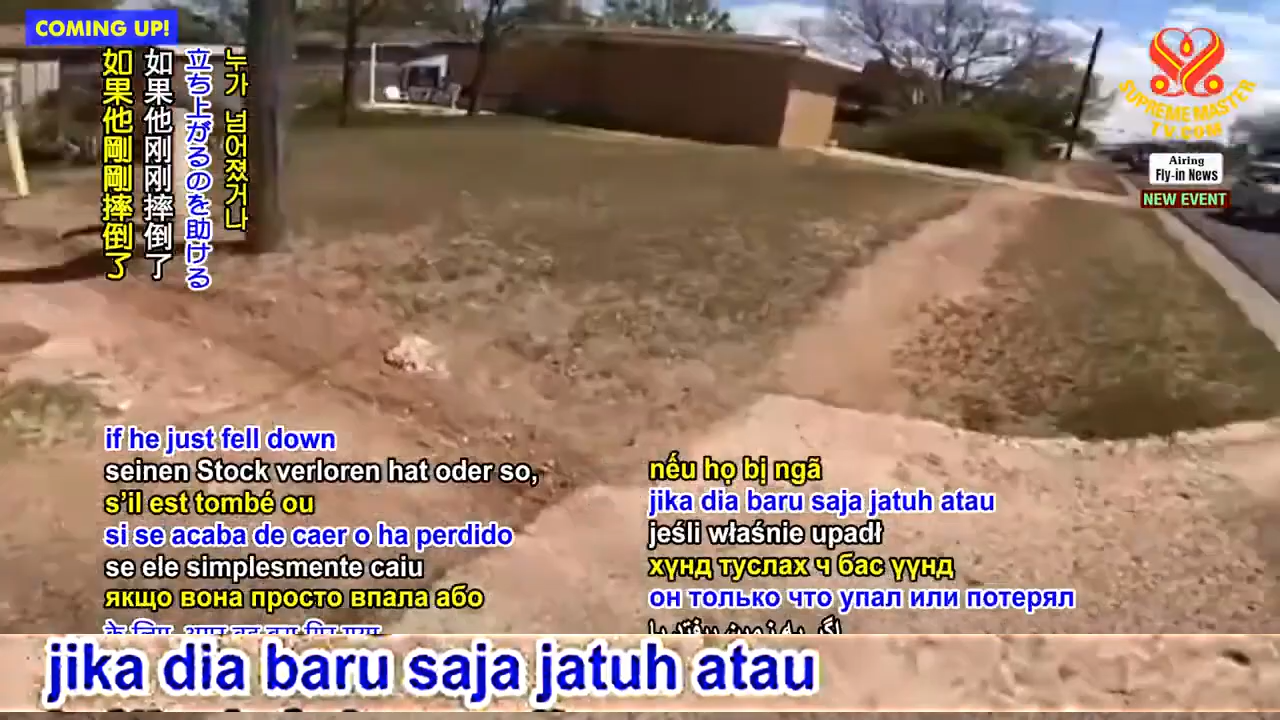 COMING UP!
如果他剛剛摔倒了
如果他刚刚摔倒了
立ち上がるのを助ける
누가 넘어졌거나
SUPREME MASTER
TV.COM
Airing
Fly-in News
NEW EVENT
if he just fell down
seinen Stock verloren hat oder so,
s’il est tombé ou
si se acaba de caer o ha perdido
se ele simplesmente caiu
якщо вона просто впала або
nếu họ bị ngã
jika dia baru saja jatuh atau
jeśli właśnie upadł
хүнд туслах ч бас үүнд
он только что упал или потерял
jika dia baru saja jatuh atau